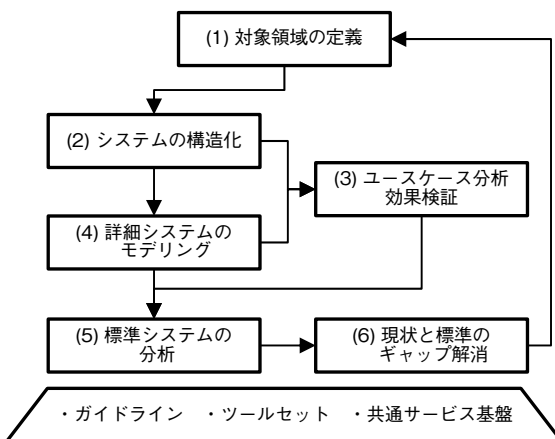 (1) 対象領域の定義
(2) システムの構造化
(3) ユースケース分析
効果検証
(4) 詳細システムの
モデリング
(5) 標準システムの
分析
(6) 現状と標準の
ギャップ解消
・ガイドライン ・ツールセット ・共通サービス基盤